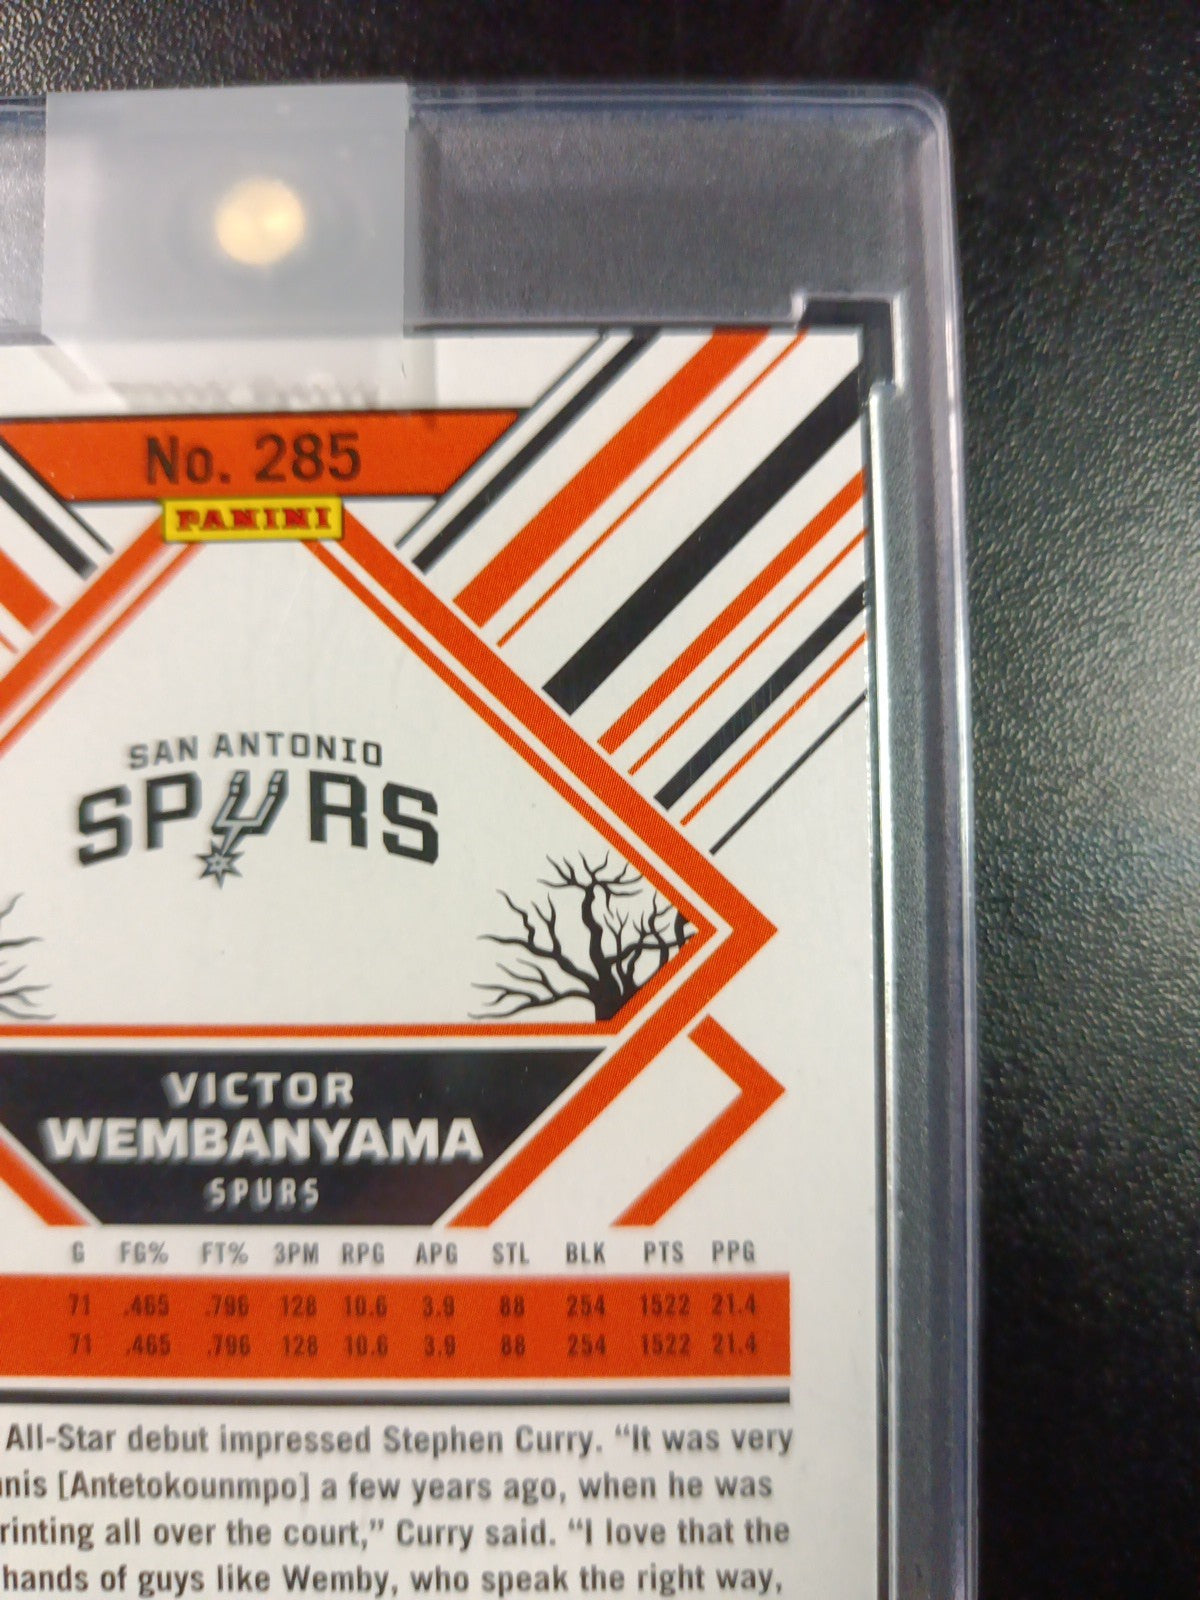 No. 285
PANINI
SAN ANTONIO
SPURS
VICTOR
WEMBANYAMA
SPURS
G FG% FT% 3PM RPG APG STL BLK PTS PPG
71 .465 .796 128 10.6 3.9 88 254 1522 21.4
71 .465 .796 128 10.6 3.9 88 254 1522 21.4
All-Star debut impressed Stephen Curry. “It was very
[Antetokounmpo] a few years ago, when he was
all over the court,” Curry said. “I love that the
hands of guys like Wemby, who speak the right way,